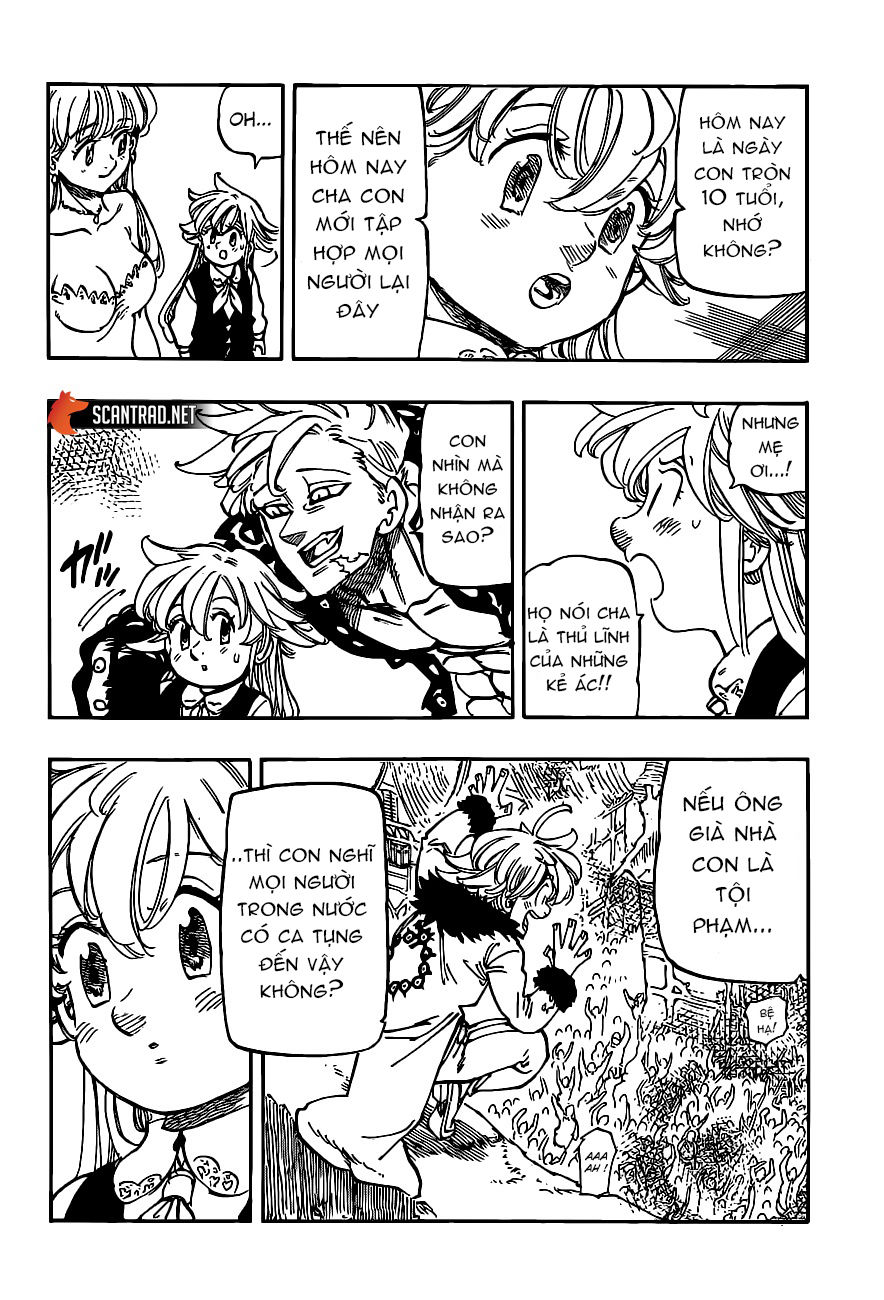 HÔM NAY
LÀ NGÀY
CON TRÒN
10 TUỔI,
NHỚ
KHÔNG?
THẾ NÊN
HÔM NAY
CHA CON
MỚI TẬP
HỢP MỌI
NGƯỜI LẠI
ĐÂY
OH...
NHƯNG
MẸ
ƠI...!
HỌ NÓI CHA
LÀ THỦ LĨNH
CỦA NHỮNG
KẺ ÁC!!
CON
NHÌN MÀ
KHÔNG
NHẬN RA
SAO?
SCANTRAD.NET
ガッ
NẾU ÔNG
GIÀ NHÀ
CON LÀ
TỘI
PHẠM...
BỆ
HẠ!
AAA
AH !
..THÌ CON NGHĨ
MỌI NGƯỜI
TRONG NƯỚC
CÓ CA TỤNG
ĐẾN VẬY
KHÔNG?